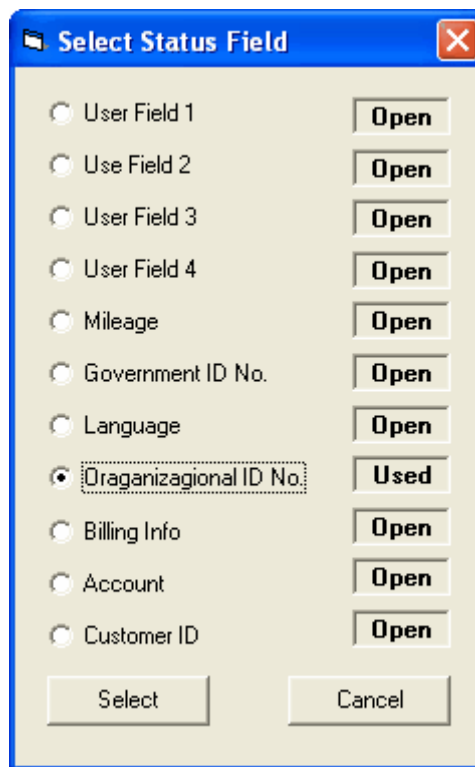 Select Status Field
User Field 1 Open
Use Field 2 Open
User Field 3 Open
User Field 4 Open
Mileage Open
Government ID No. Open
Language Open
Oraganizagional ID No. Used
Billing Info Open
Account Open
Customer ID Open
Select Cancel